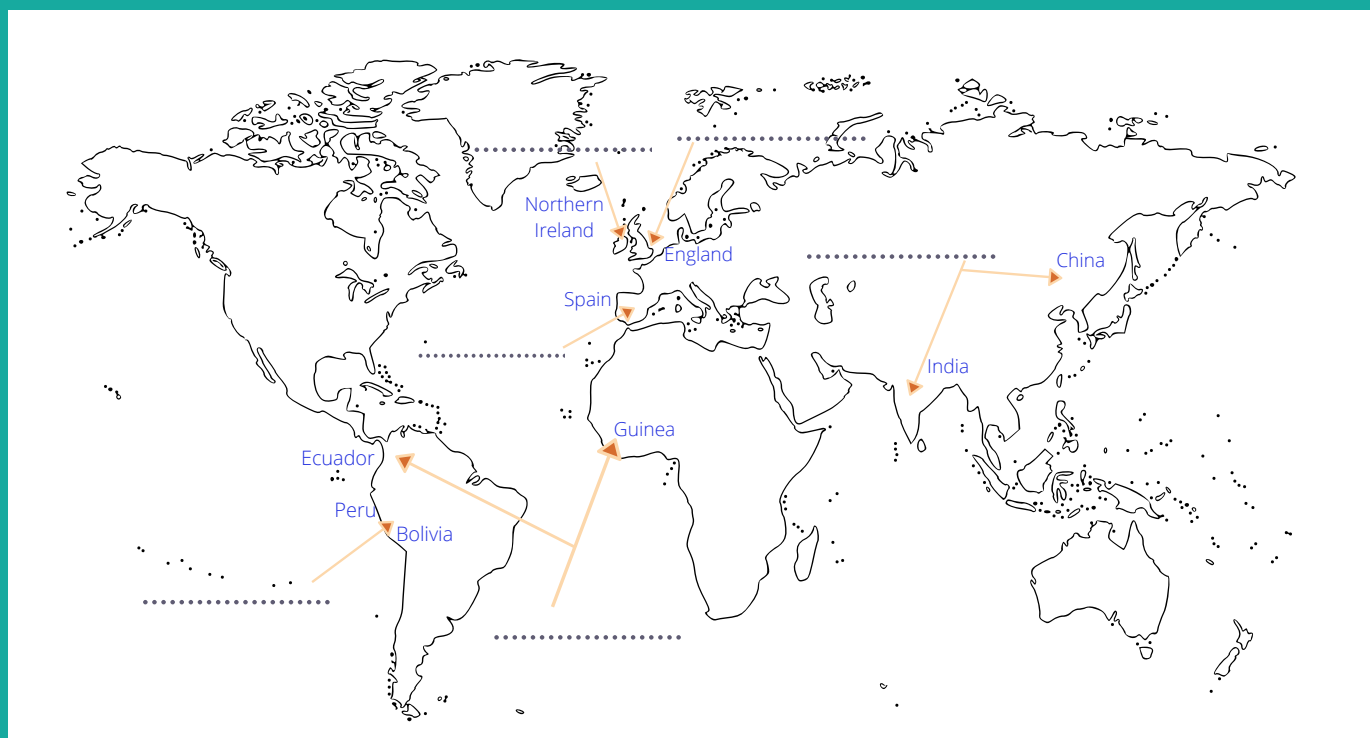 Northern
Ireland
England
China
Spain
India
Guinea
Ecuador
Peru
Bolivia